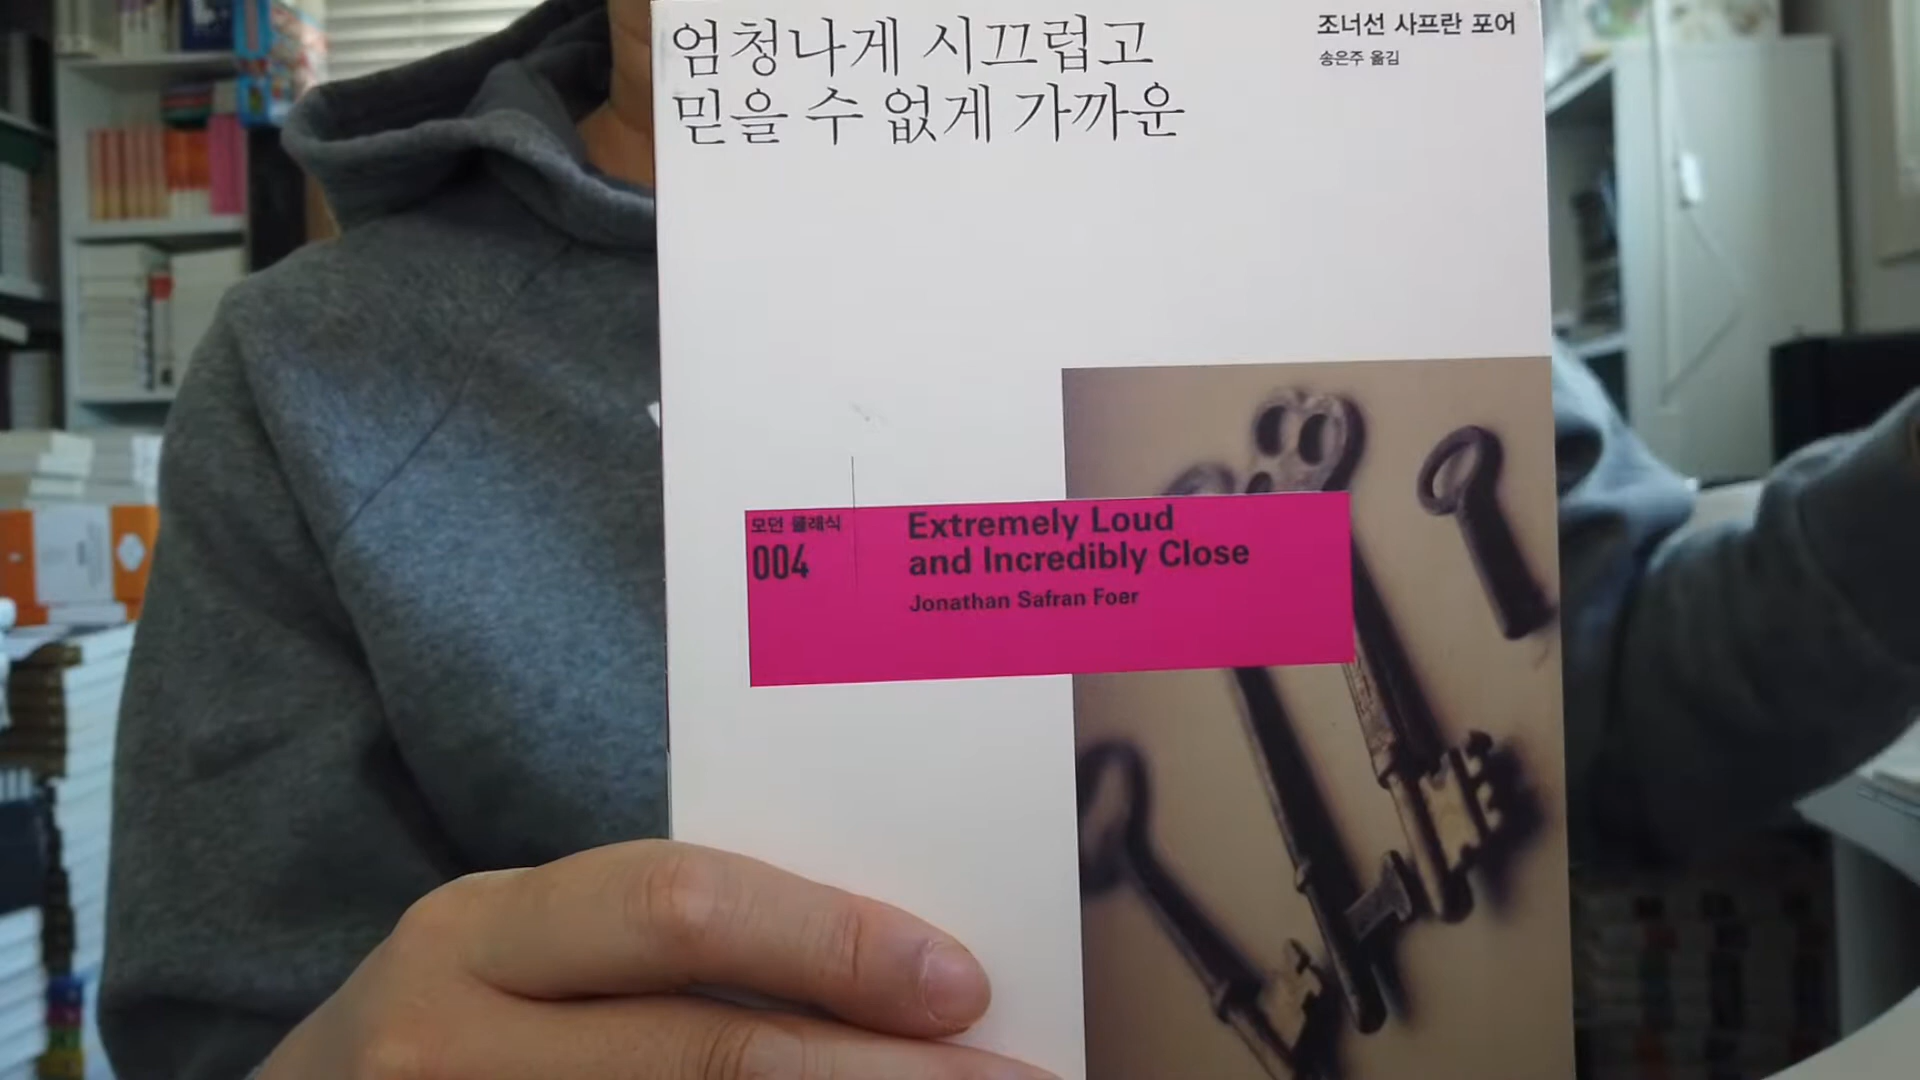 엄청나게 시끄럽고
믿을 수 없게 가까운
조너선 사프란 포어
송은주 옮김
모던 클래식
004
Extremely Loud
and Incredibly Close
Jonathan Safran Foer